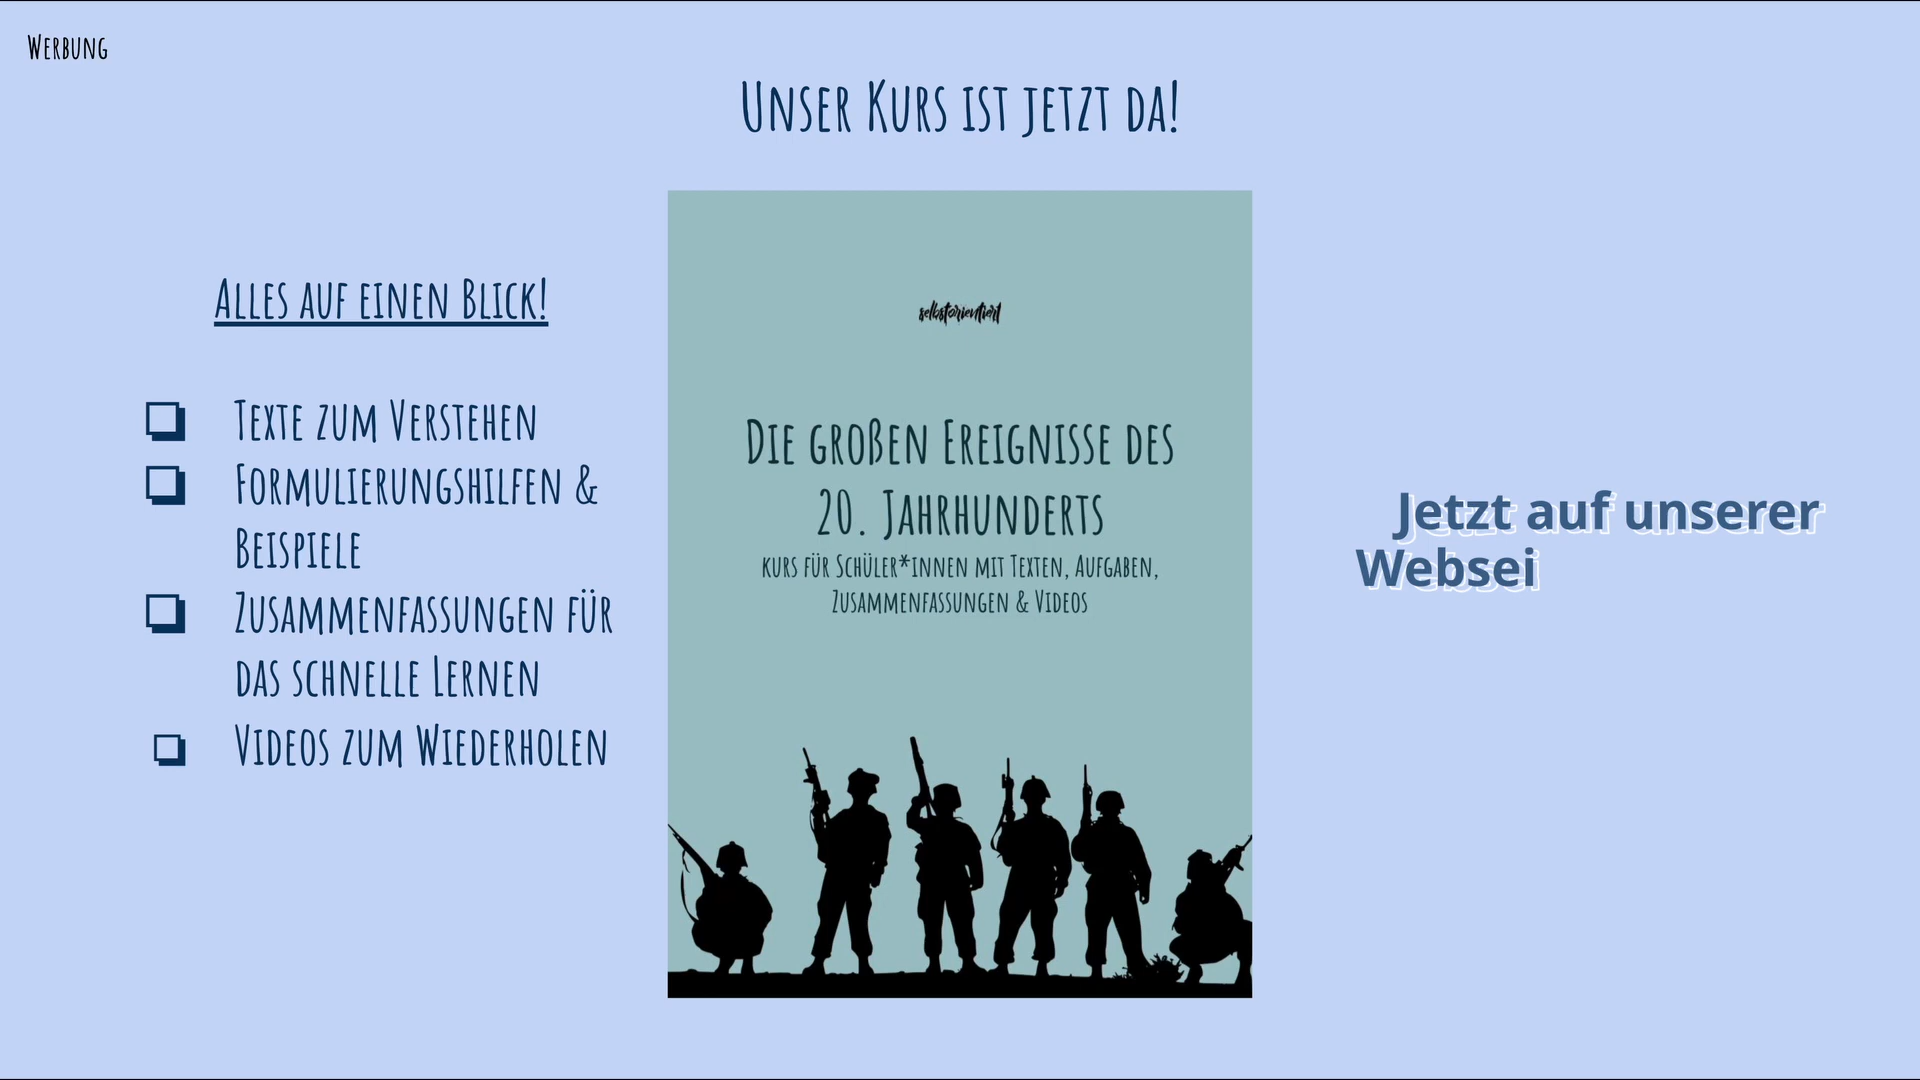 Werbung
Unser Kurs ist jetzt da!
Alles auf einen Blick!
Texte zum Verstehen
Formulierungshilfen &
Beispiele
Zusammenfassungen für
das schnelle Lernen
Videos zum Wiederholen
selbstorientiert
Die großen Ereignisse des
20. Jahrhunderts
kurs für Schüler*innen mit Texten, Aufgaben,
Zusammenfassungen & Videos
Jetzt auf unserer
Websei